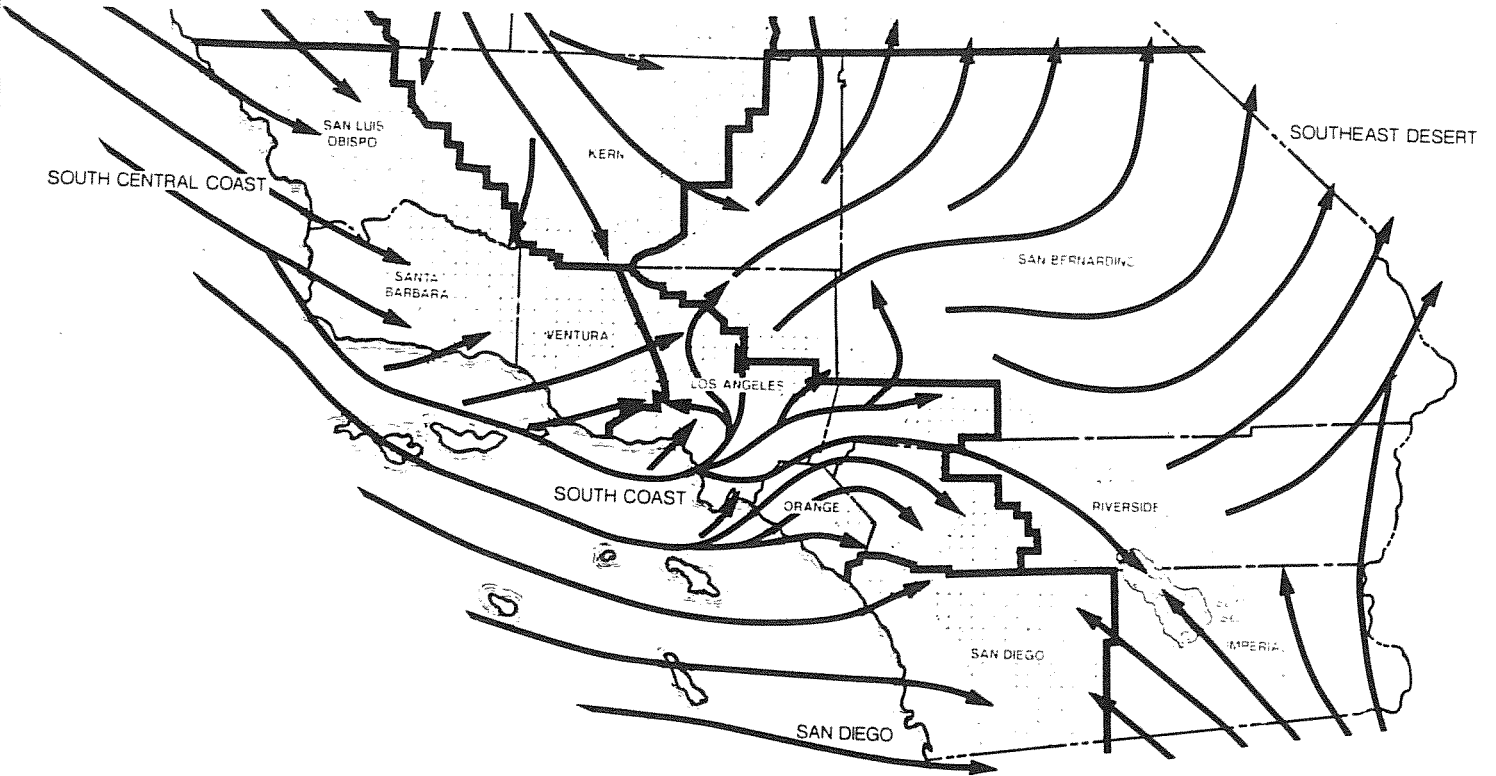 SAN LUIS
OBISPO
SOUTHEAST DESERT
KERN
SOUTH CENTRAL COAST
SAN BERNARDINO
SANTA
BARBARA
VENTURA
LOS ANGELES
SOUTH COAST
ORANGE
RIVERSIDE
IMPERIAL
SAN DIEGO
SAN DIEGO